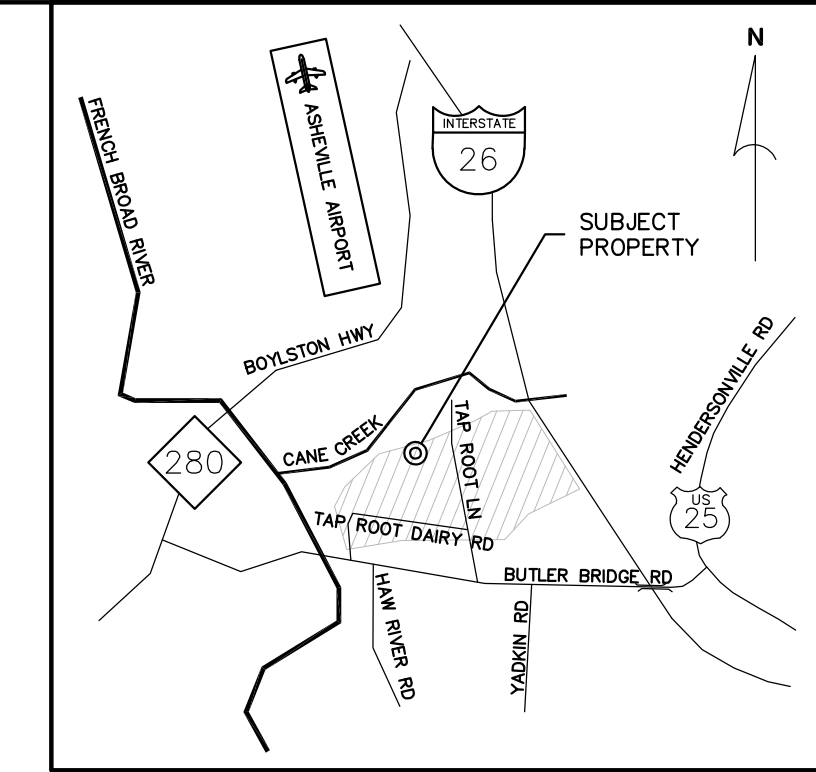 N
INTERSTATE
26
ASHEVILLE AIRPORT
FRENCH BROAD RIVER
SUBJECT
PROPERTY
BOYLSTON HWY
HENDERSONVILLE RD
CANE CREEK
TAP ROOT LN
280
US
25
TAP ROOT DAIRY RD
BUTLER BRIDGE RD
HAW RIVER RD
YADKIN RD